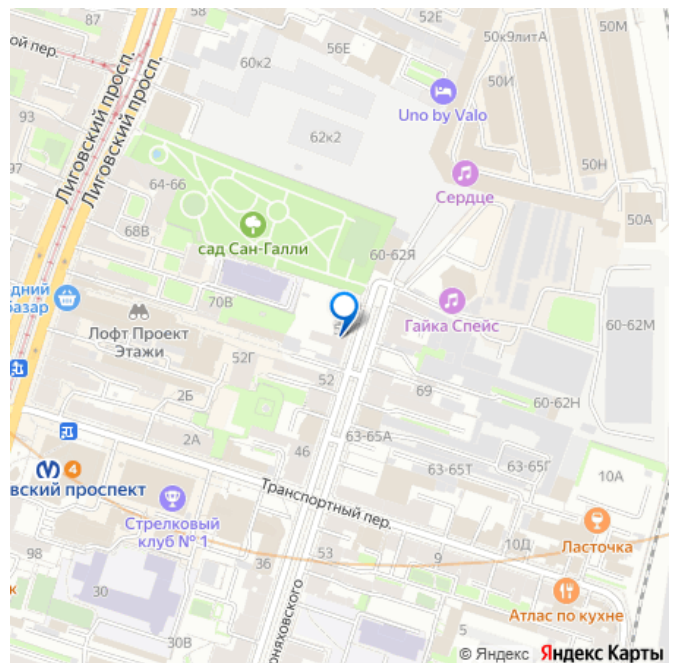 87
58
52Е
50М
50к9литА
ой пер.
Лиговский просп.
Лиговский просп.
56Е
60к2
50И
Uno by Valo
93
62к2
97
50Н
64-66
Сердце
50А
68В
сад Сан-Галли
60-62Я
дний
базар
70В
Гайка Спейс
60-62М
Лофт Проект
Этажи
52Г
52
69
60-62Н
2Б
2А
46
63-65А
63-65Т
63-65Г
10А
4
вский проспект
Транспортный пер.
Стрелковый
клуб № 1
Ласточка
98
36
53
9
10Д
30
Атлас по кухне
к
5
30В
оняховского
© Яндекс Яндекс Карты